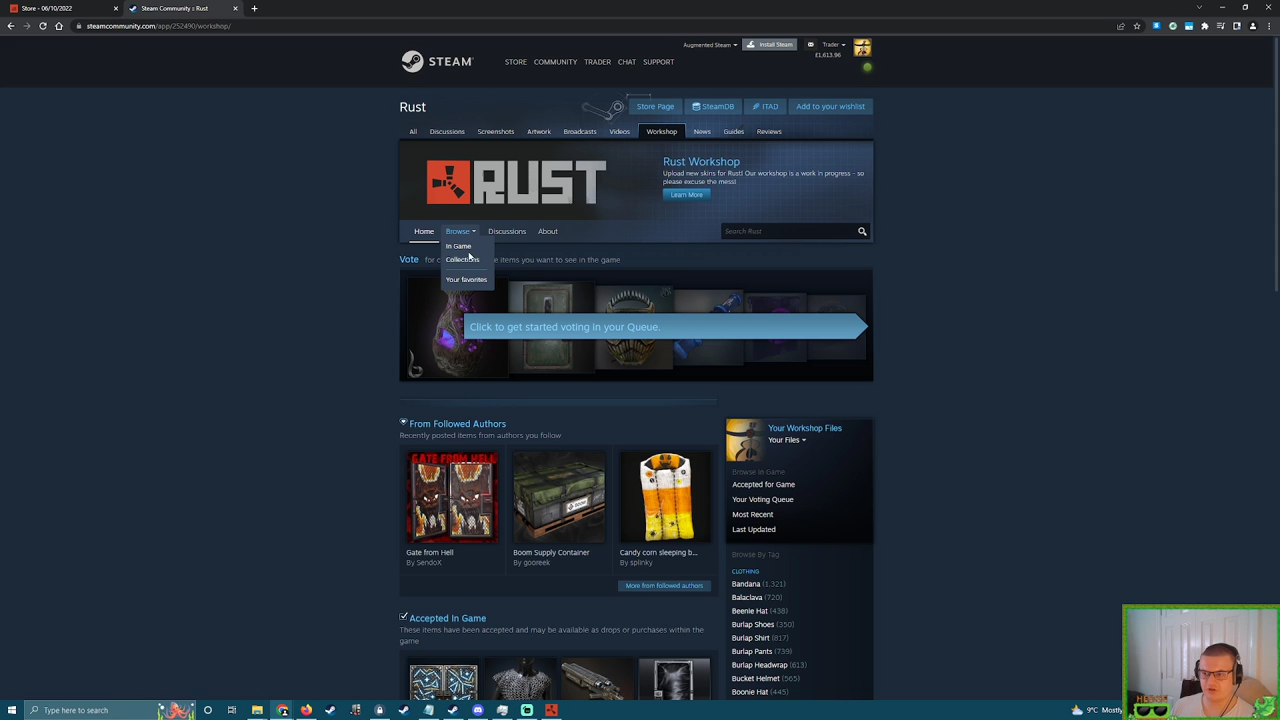 Store - 06/10/2022
Steam Community :: Rust
steamcommunity.com/app/252490/workshop/
Augmented Steam
Install Steam
Trader
£1,613.96
STEAM
STORE COMMUNITY TRADER CHAT SUPPORT
Rust
Store Page SteamDB ITAD Add to your wishlist
All Discussions Screenshots Artwork Broadcasts Videos Workshop News Guides Reviews
RUST
Rust Workshop
Upload new skins for Rust! Our workshop is a work in progress - so
please excuse the mess!
Learn More
Home Browse Discussions About
Search Rust
In Game
Collections
Your favorites
Vote for items you want to see in the game
Click to get started voting in your Queue.
From Followed Authors
Recently posted items from authors you follow
GATE FROM HELL
Gate from Hell
By SendoX
Boom Supply Container
By gooreek
Candy corn sleeping b...
By splinky
More from followed authors
Accepted In Game
These items have been accepted and may be available as drops or purchases within the
game
Your Workshop Files
Your Files
Browse In Game
Accepted for Game
Your Voting Queue
Most Recent
Last Updated
Browse By Tag
CLOTHING
Bandana (1,321)
Balaclava (720)
Beenie Hat (438)
Burlap Shoes (350)
Burlap Shirt (817)
Burlap Pants (739)
Burlap Headwrap (613)
Bucket Helmet (565)
Boonie Hat (445)
Type here to search
9°C Mostly